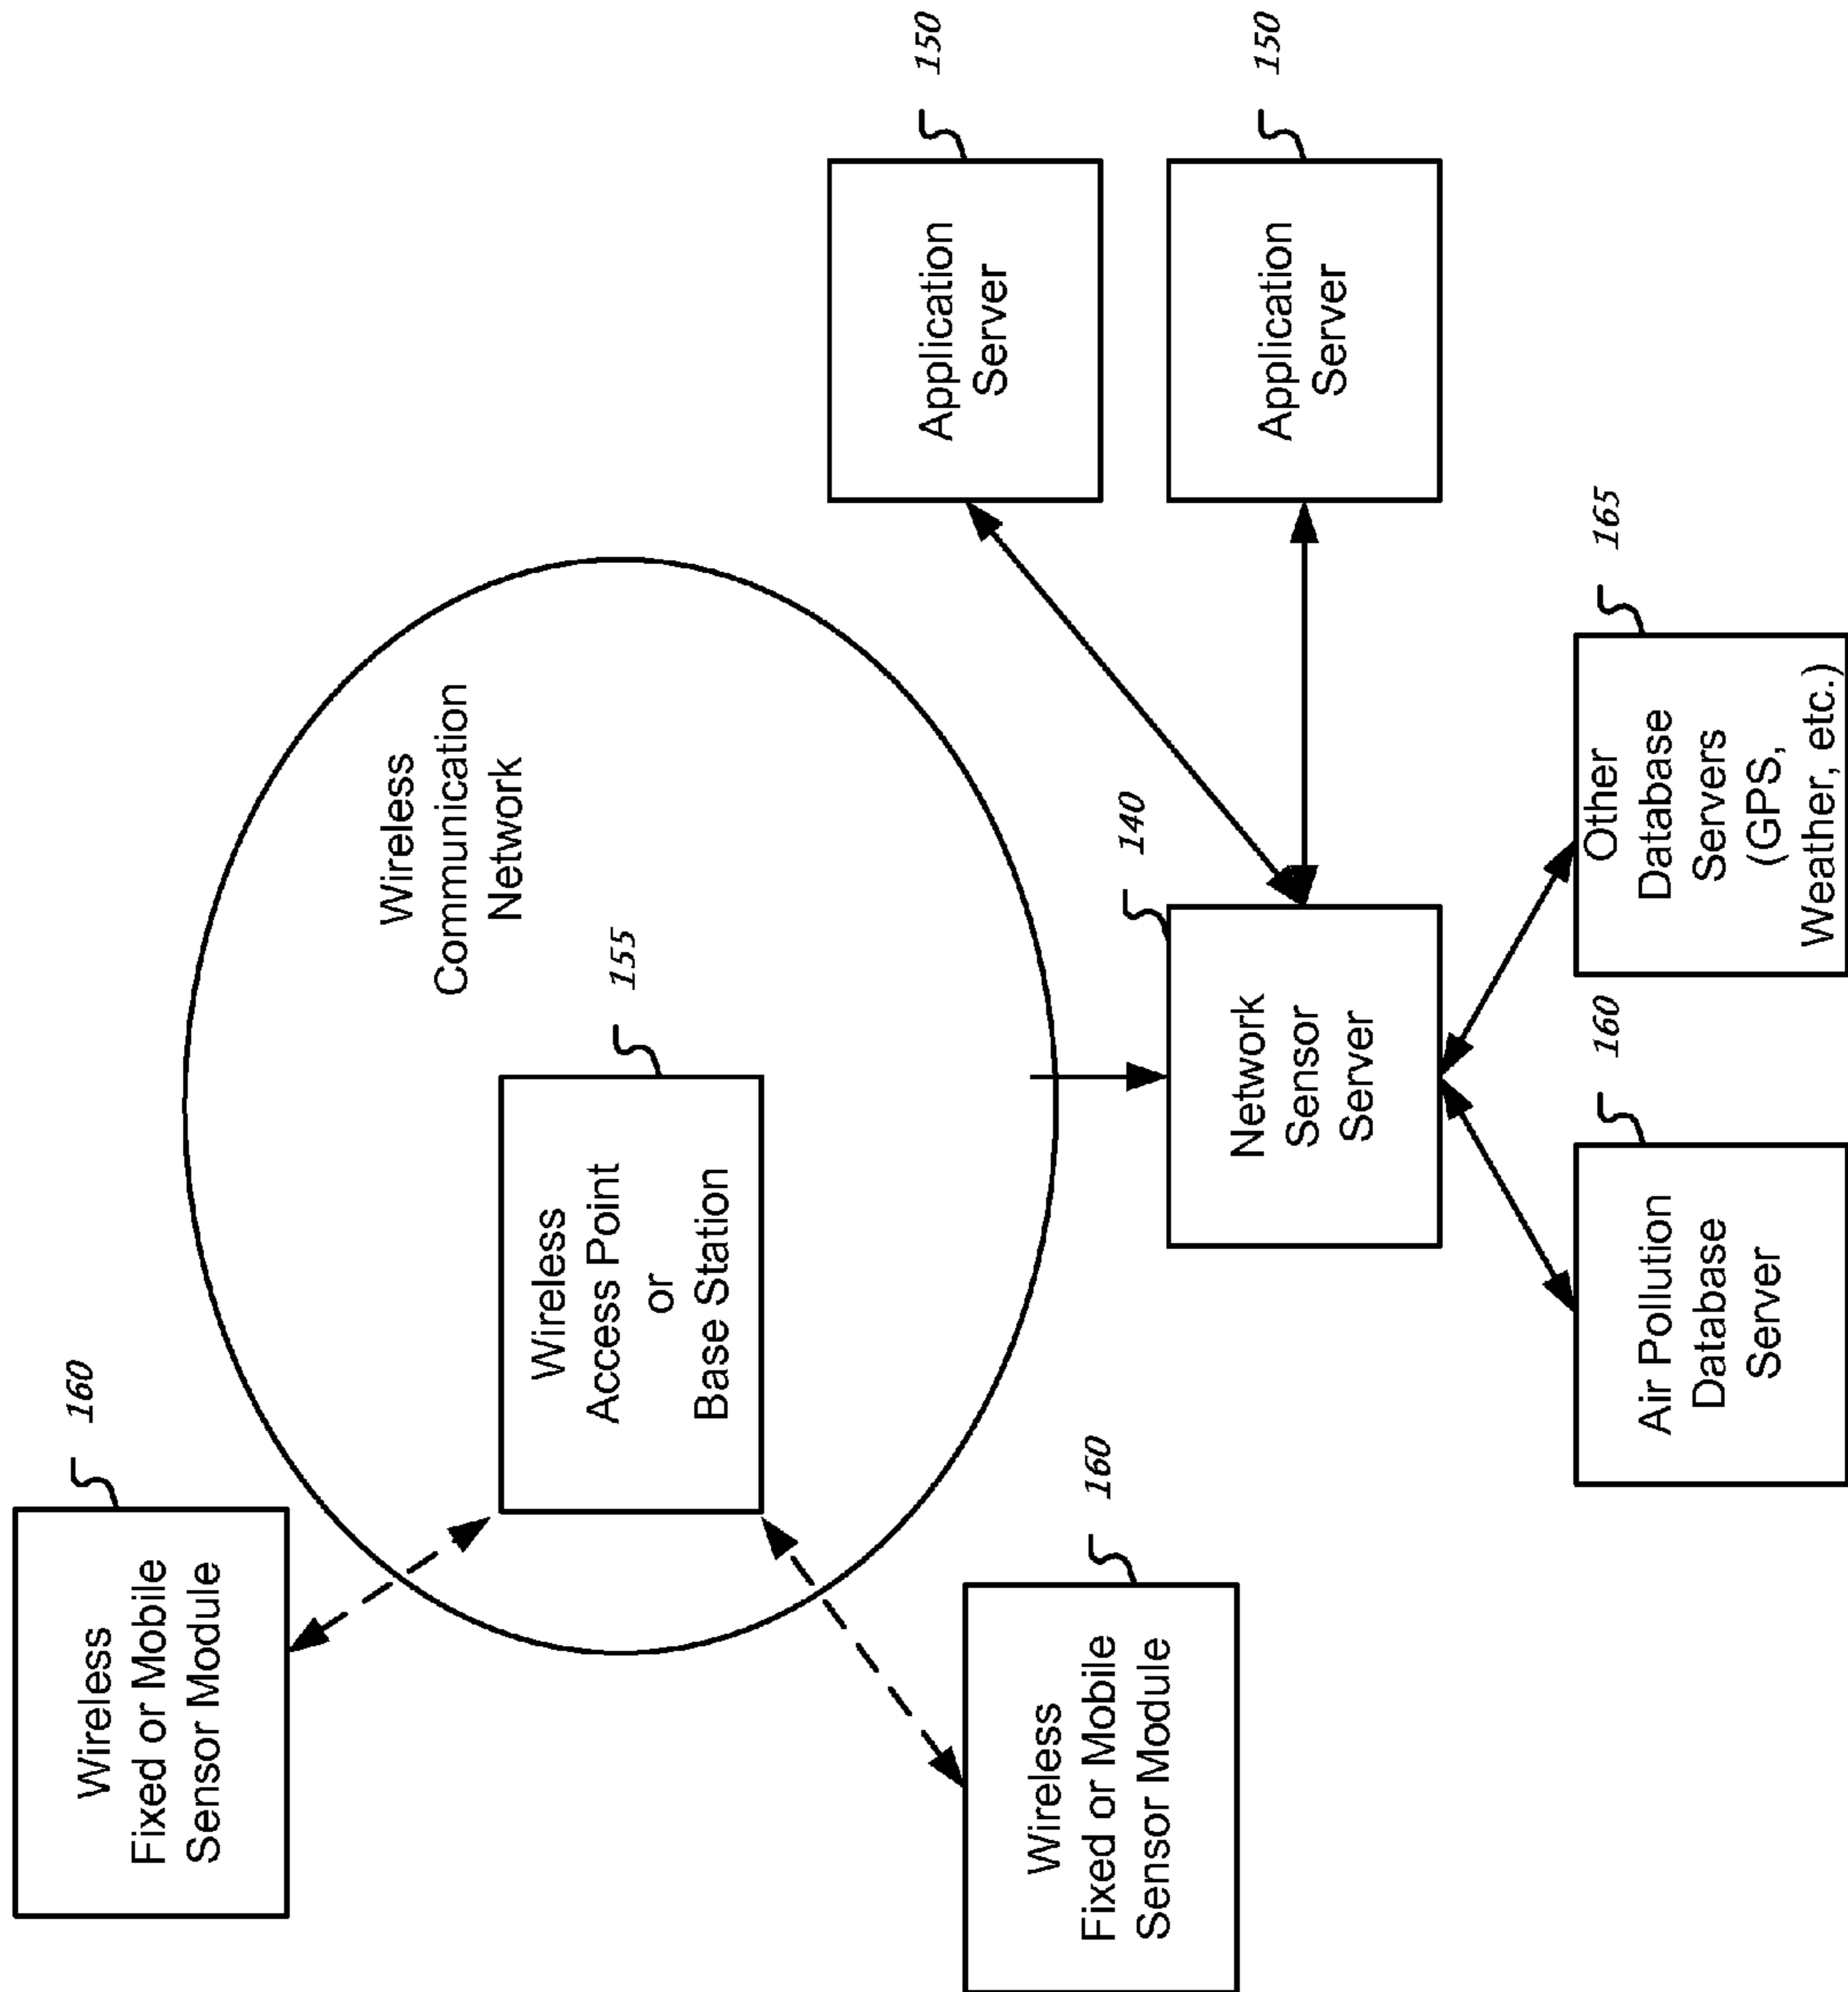 160
Wireless
Fixed or Mobile
Sensor Module
Wireless
Communication
Network
155
Wireless
Access Point
or
Base Station
150
Application
Server
160
Wireless
Fixed or Mobile
Sensor Module
140
Network
Sensor
Server
150
Application
Server
160
Air Pollution
Database
Server
165
Other
Database
Servers
(GPS,
Weather, etc.)